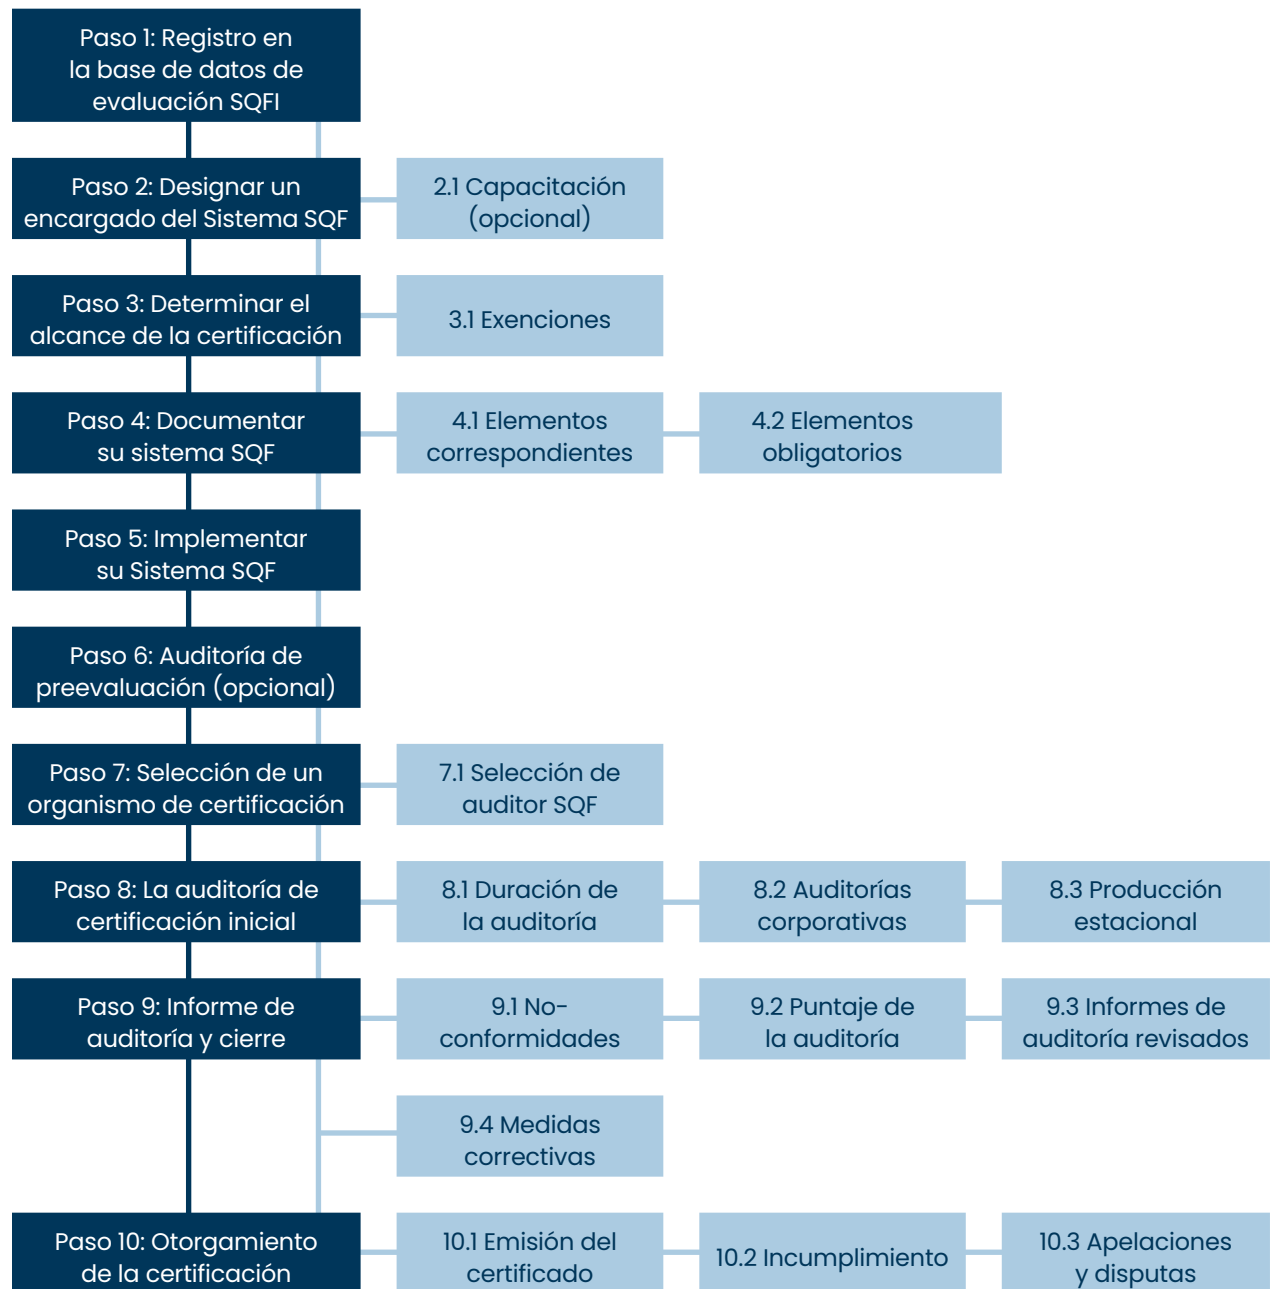 Paso 1: Registro en
la base de datos de
evaluación SQFI
Paso 2: Designar un
encargado del Sistema SQF
2.1 Capacitación
(opcional)
Paso 3: Determinar el
alcance de la certificación
3.1 Exenciones
Paso 4: Documentar
su sistema SQF
4.1 Elementos
correspondientes
4.2 Elementos
obligatorios
Paso 5: Implementar
su Sistema SQF
Paso 6: Auditoría de
preevaluación (opcional)
Paso 7: Selección de un
organismo de certificación
7.1 Selección de
auditor SQF
Paso 8: La auditoría de
certificación inicial
8.1 Duración de
la auditoría
8.2 Auditorías
corporativas
8.3 Producción
estacional
Paso 9: Informe de
auditoría y cierre
9.1 No-
conformidades
9.2 Puntaje de
la auditoría
9.3 Informes de
auditoría revisados
9.4 Medidas
correctivas
Paso 10: Otorgamiento
de la certificación
10.1 Emisión del
certificado
10.2 Incumplimiento
10.3 Apelaciones
y disputas